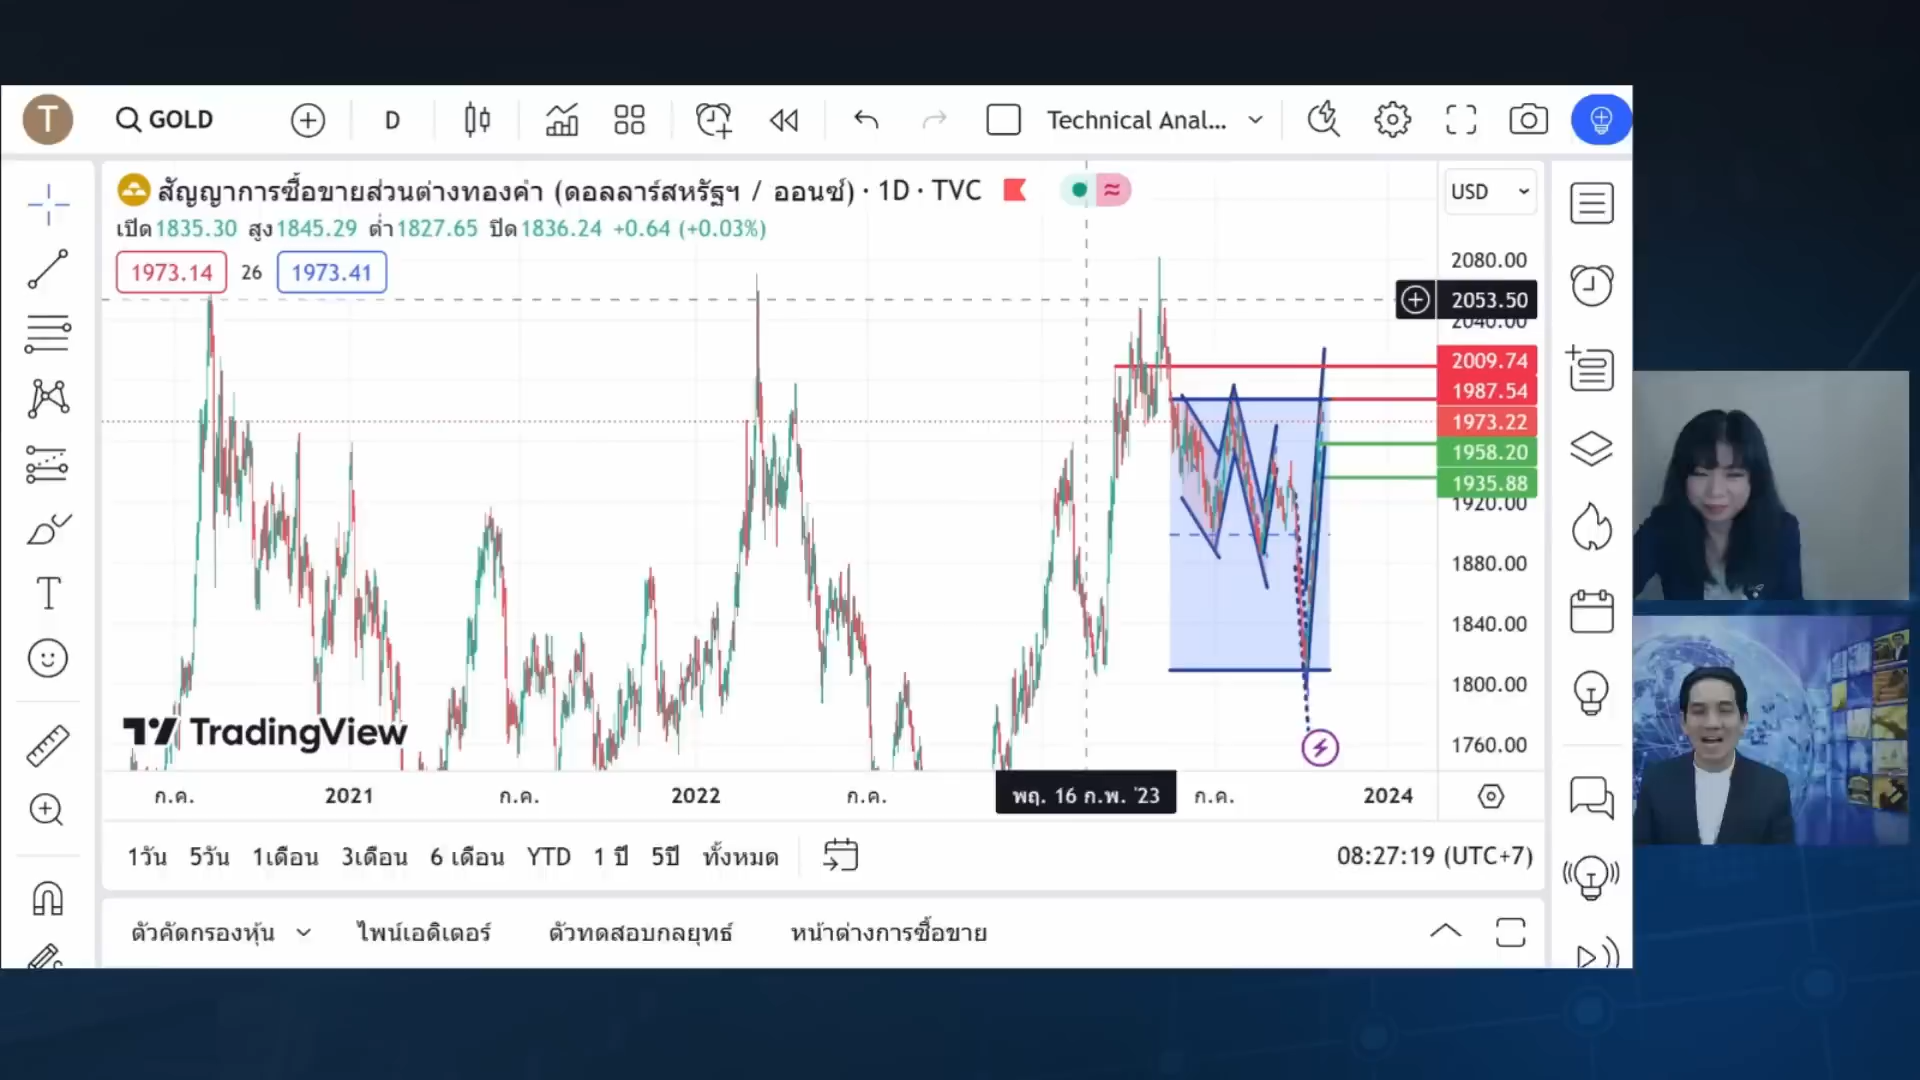 T
GOLD
D
Technical Anal...
สัญญาการซื้อขายส่วนต่างทองคำ (ดอลลาร์สหรัฐฯ / ออนซ์) · 1D · TVC
USD
เปิด1835.30 สูง1845.29 ต่ำ1827.65 ปิด1836.24 +0.64 (+0.03%)
1973.14 26 1973.41
2080.00
2053.50
2040.00
2009.74
1987.54
1973.22
1958.20
1935.88
1920.00
1880.00
1840.00
1800.00
1760.00
TradingView
ก.ค. 2021 ก.ค. 2022 ก.ค. พฤ. 16 ก.พ. '23 ก.ค. 2024
1วัน 5วัน 1เดือน 3เดือน 6 เดือน YTD 1 ปี 5ปี ทั้งหมด
08:27:19 (UTC+7)
ตัวคัดกรองหุ้น ไพน์เอดิเตอร์ ตัวทดสอบกลยุทธ์ หน้าต่างการซื้อขาย